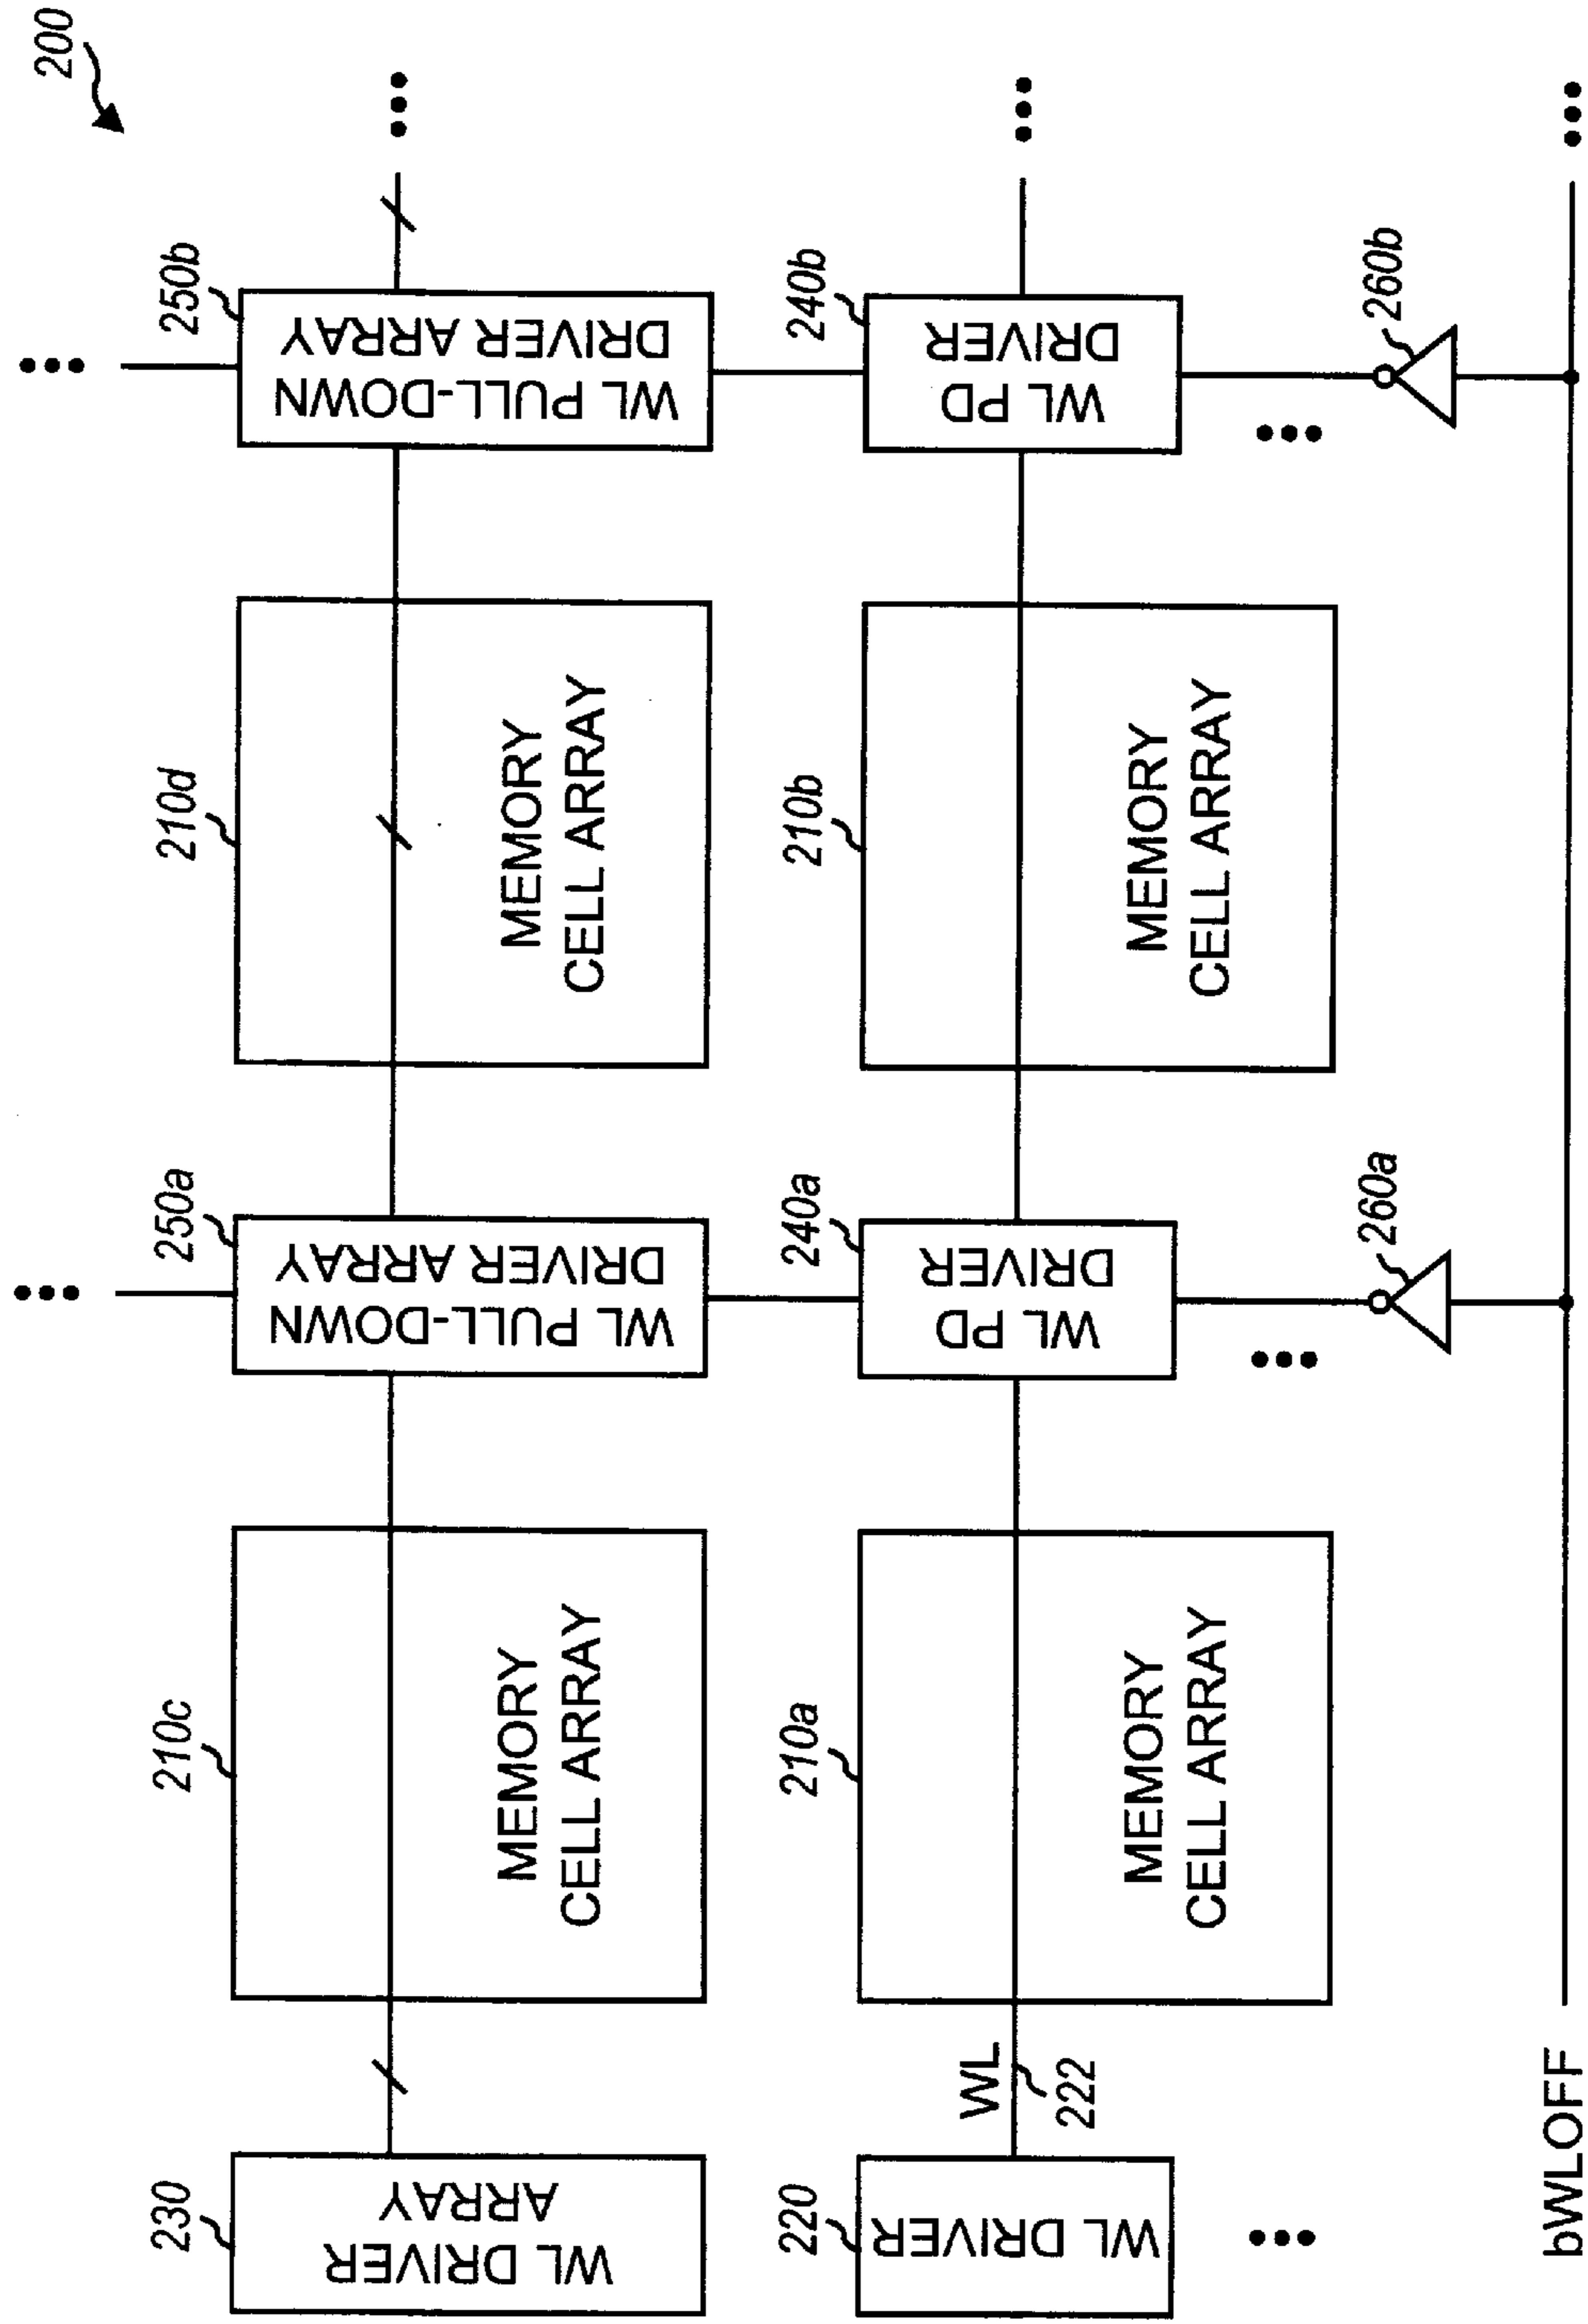 200
230
WL DRIVER
ARRAY
210c
MEMORY
CELL ARRAY
250a
WL PULL-DOWN
DRIVER ARRAY
210d
MEMORY
CELL ARRAY
250b
WL PULL-DOWN
DRIVER ARRAY
220
WL DRIVER
WL
222
210a
MEMORY
CELL ARRAY
240a
WL PD
DRIVER
210b
MEMORY
CELL ARRAY
240b
WL PD
DRIVER
260a
260b
bWLOFF